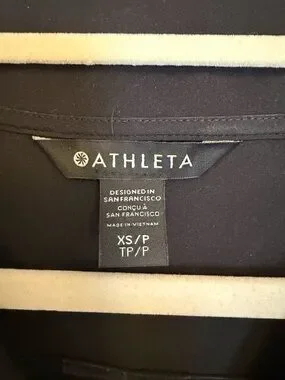 ATHLETA
DESIGNED IN
SAN FRANCISCO
CONÇU À
SAN FRANCISCO
MADE IN VIETNAM
XS/P
TP/P